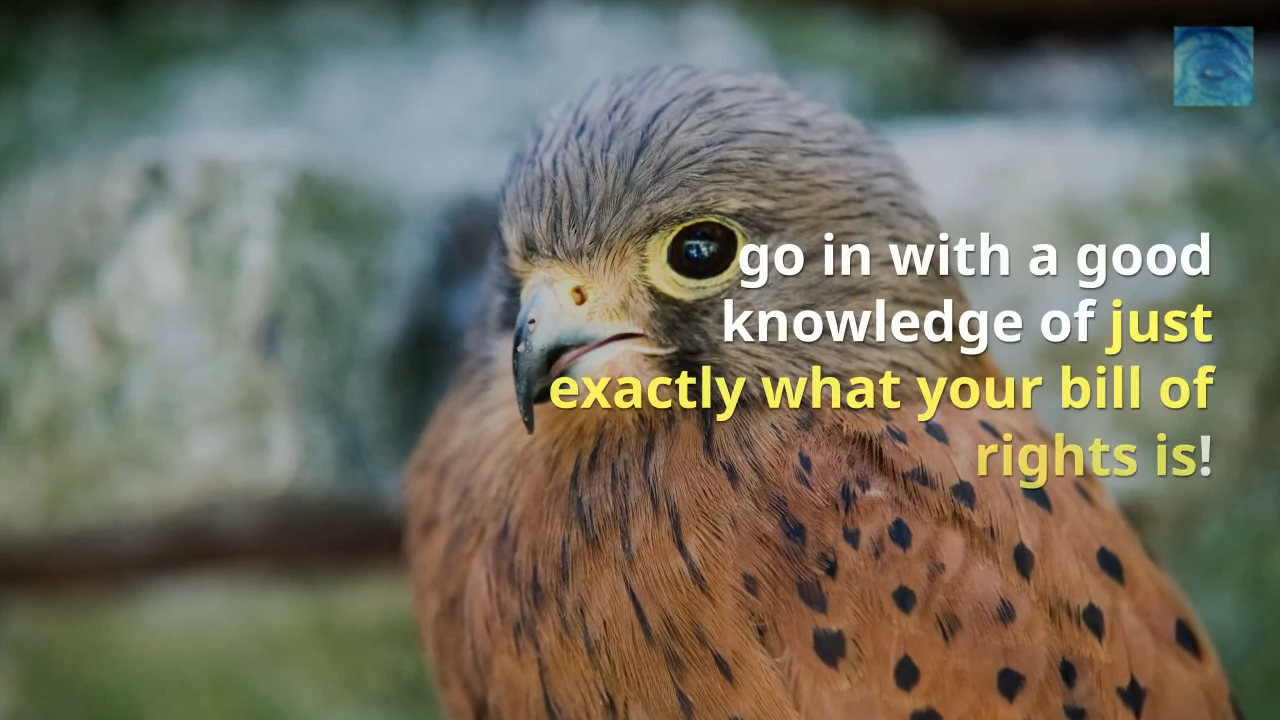 go in with a good
knowledge of just
exactly what your bill of
rights is!